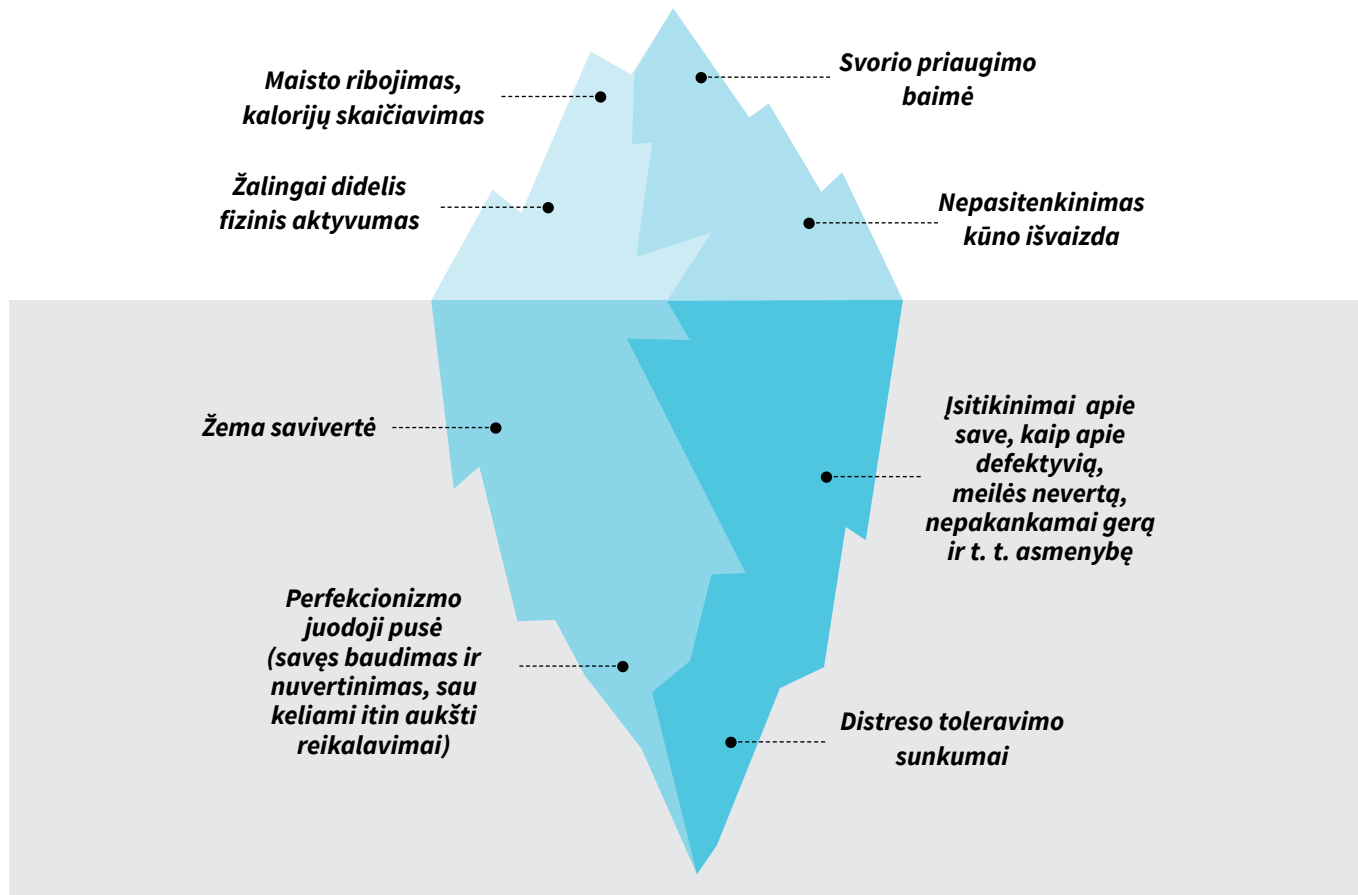 Maisto ribojimas,
kalorijų skaičiavimas
Svorio priaugimo
baimė
Žalingai didelis
fizinis aktyvumas
Nepasitenkinimas
kūno išvaizda
Žema savivertė
Įsitikinimai apie
save, kaip apie
defektyvią,
meilės nevertą,
nepakankamai gerą
ir t. t. asmenybę
Perfekcionizmo
juodoji pusė
(savęs baudimas ir
nuvertinimas, sau
keliami itin aukšti
reikalavimai)
Distreso toleravimo
sunkumai